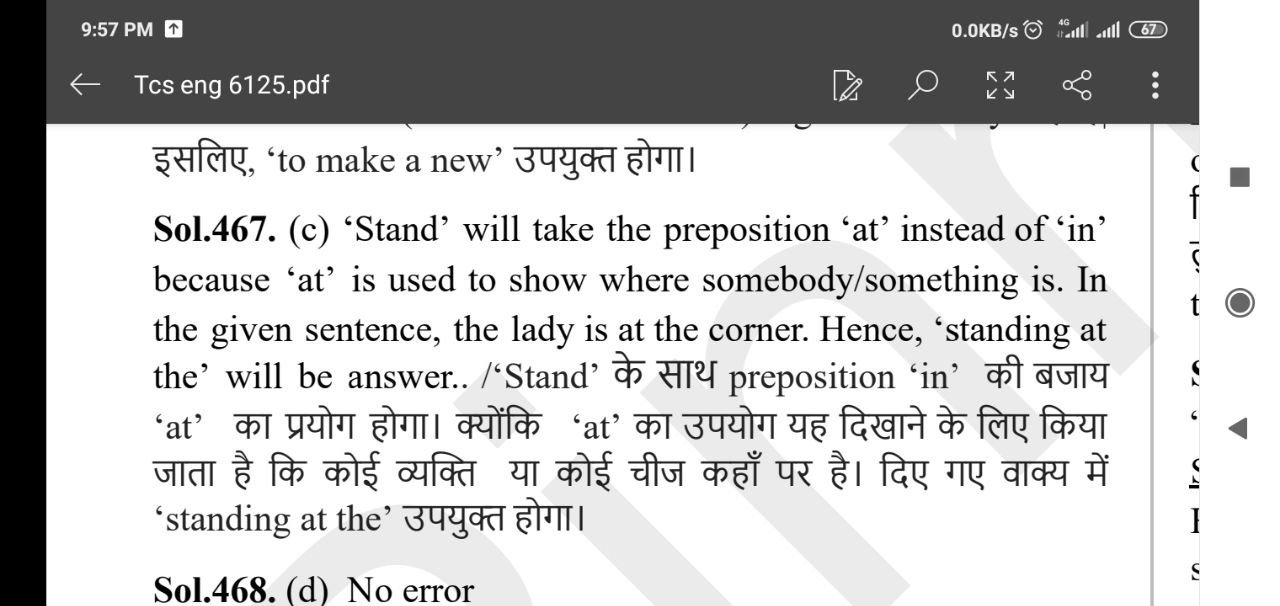 9:57 PM
0.0KB/s 4G 67
Tcs eng 6125.pdf
इसलिए, ‘to make a new’ उपयुक्त होगा।
Sol.467. (c) ‘Stand’ will take the preposition ‘at’ instead of ‘in’
because ‘at’ is used to show where somebody/something is. In
the given sentence, the lady is at the corner. Hence, ‘standing at
the’ will be answer.. /‘Stand’ के साथ preposition ‘in’ की बजाय
‘at’ का प्रयोग होगा। क्योंकि ‘at’ का उपयोग यह दिखाने के लिए किया
जाता है कि कोई व्यक्ति या कोई चीज कहाँ पर है। दिए गए वाक्य में
‘standing at the’ उपयुक्त होगा।
Sol.468. (d) No error